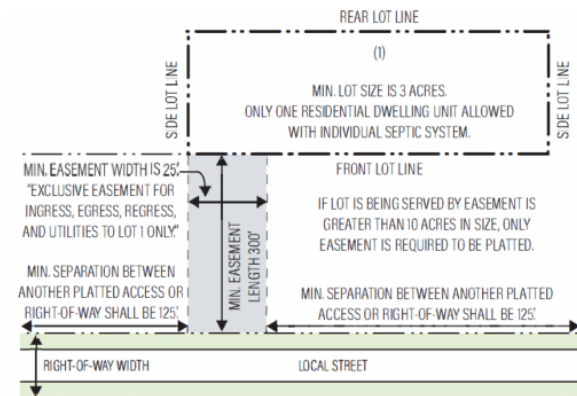 REAR LOT LINE
(1)
SIDE LOT LINE
SIDE LOT LINE
MIN. LOT SIZE IS 3 ACRES.
ONLY ONE RESIDENTIAL DWELLING UNIT ALLOWED
WITH INDIVIDUAL SEPTIC SYSTEM.
FRONT LOT LINE
MIN. EASEMENT WIDTH IS 25'.
"EXCLUSIVE EASEMENT FOR
INGRESS, EGRESS, REGRESS,
AND UTILITIES TO LOT 1 ONLY."
MIN. EASEMENT
LENGTH 300'
IF LOT IS BEING SERVED BY EASEMENT IS
GREATER THAN 10 ACRES IN SIZE, ONLY
EASEMENT IS REQUIRED TO BE PLATTED.
MIN. SEPARATION BETWEEN
ANOTHER PLATTED ACCESS OR
RIGHT-OF-WAY SHALL BE 125'.
MIN. SEPARATION BETWEEN ANOTHER PLATTED
ACCESS OR RIGHT-OF-WAY SHALL BE 125'.
RIGHT-OF-WAY WIDTH
LOCAL STREET